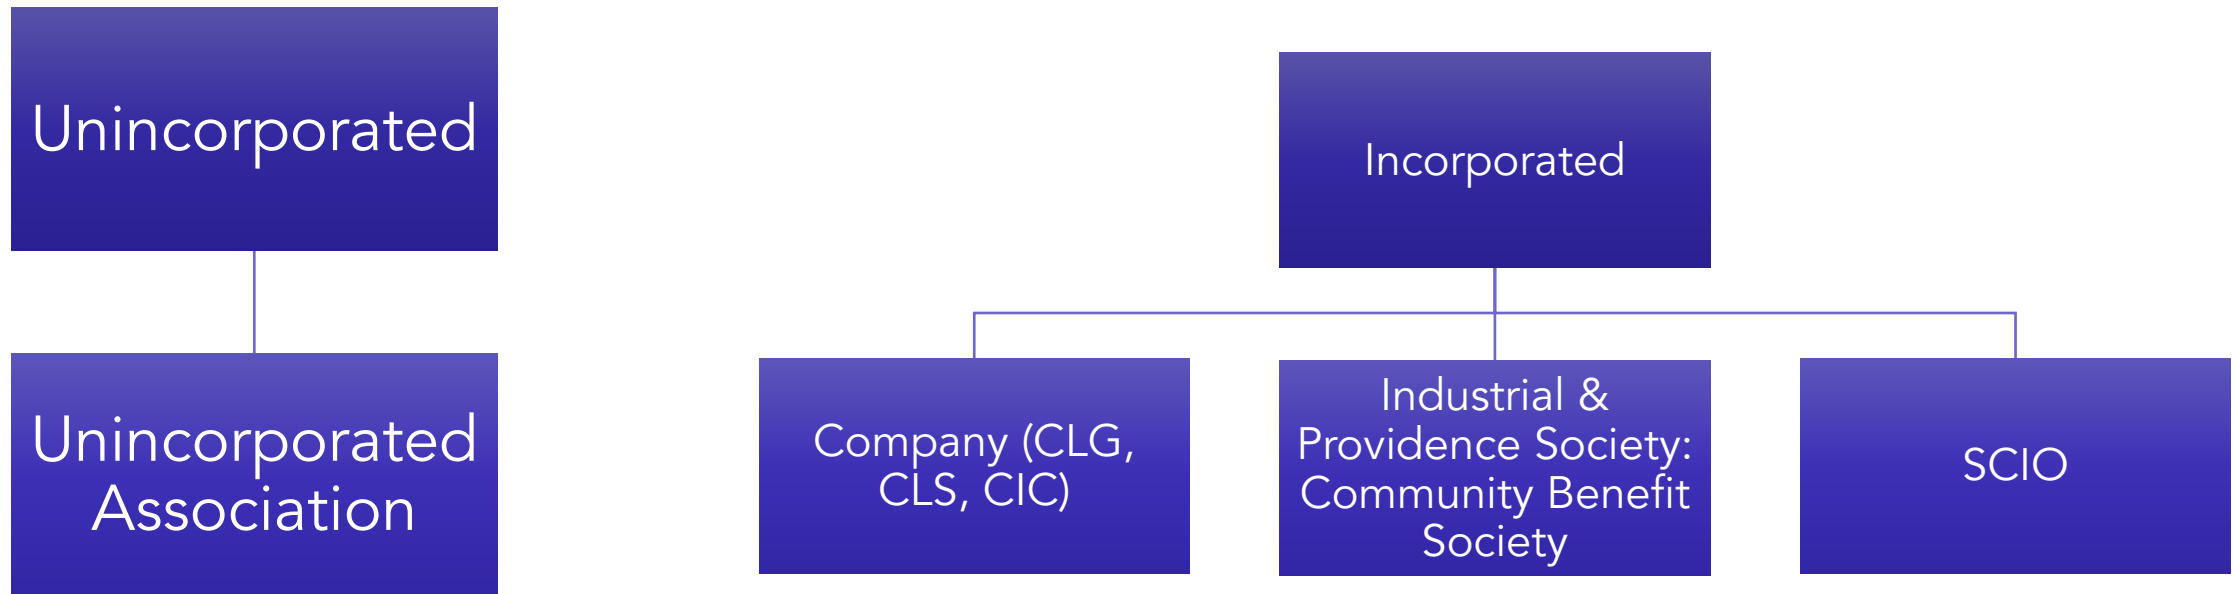 Unincorporated
Unincorporated
Association
Incorporated
Company (CLG,
CLS, CIC)
Industrial &
Providence Society:
Community Benefit
Society
SCIO